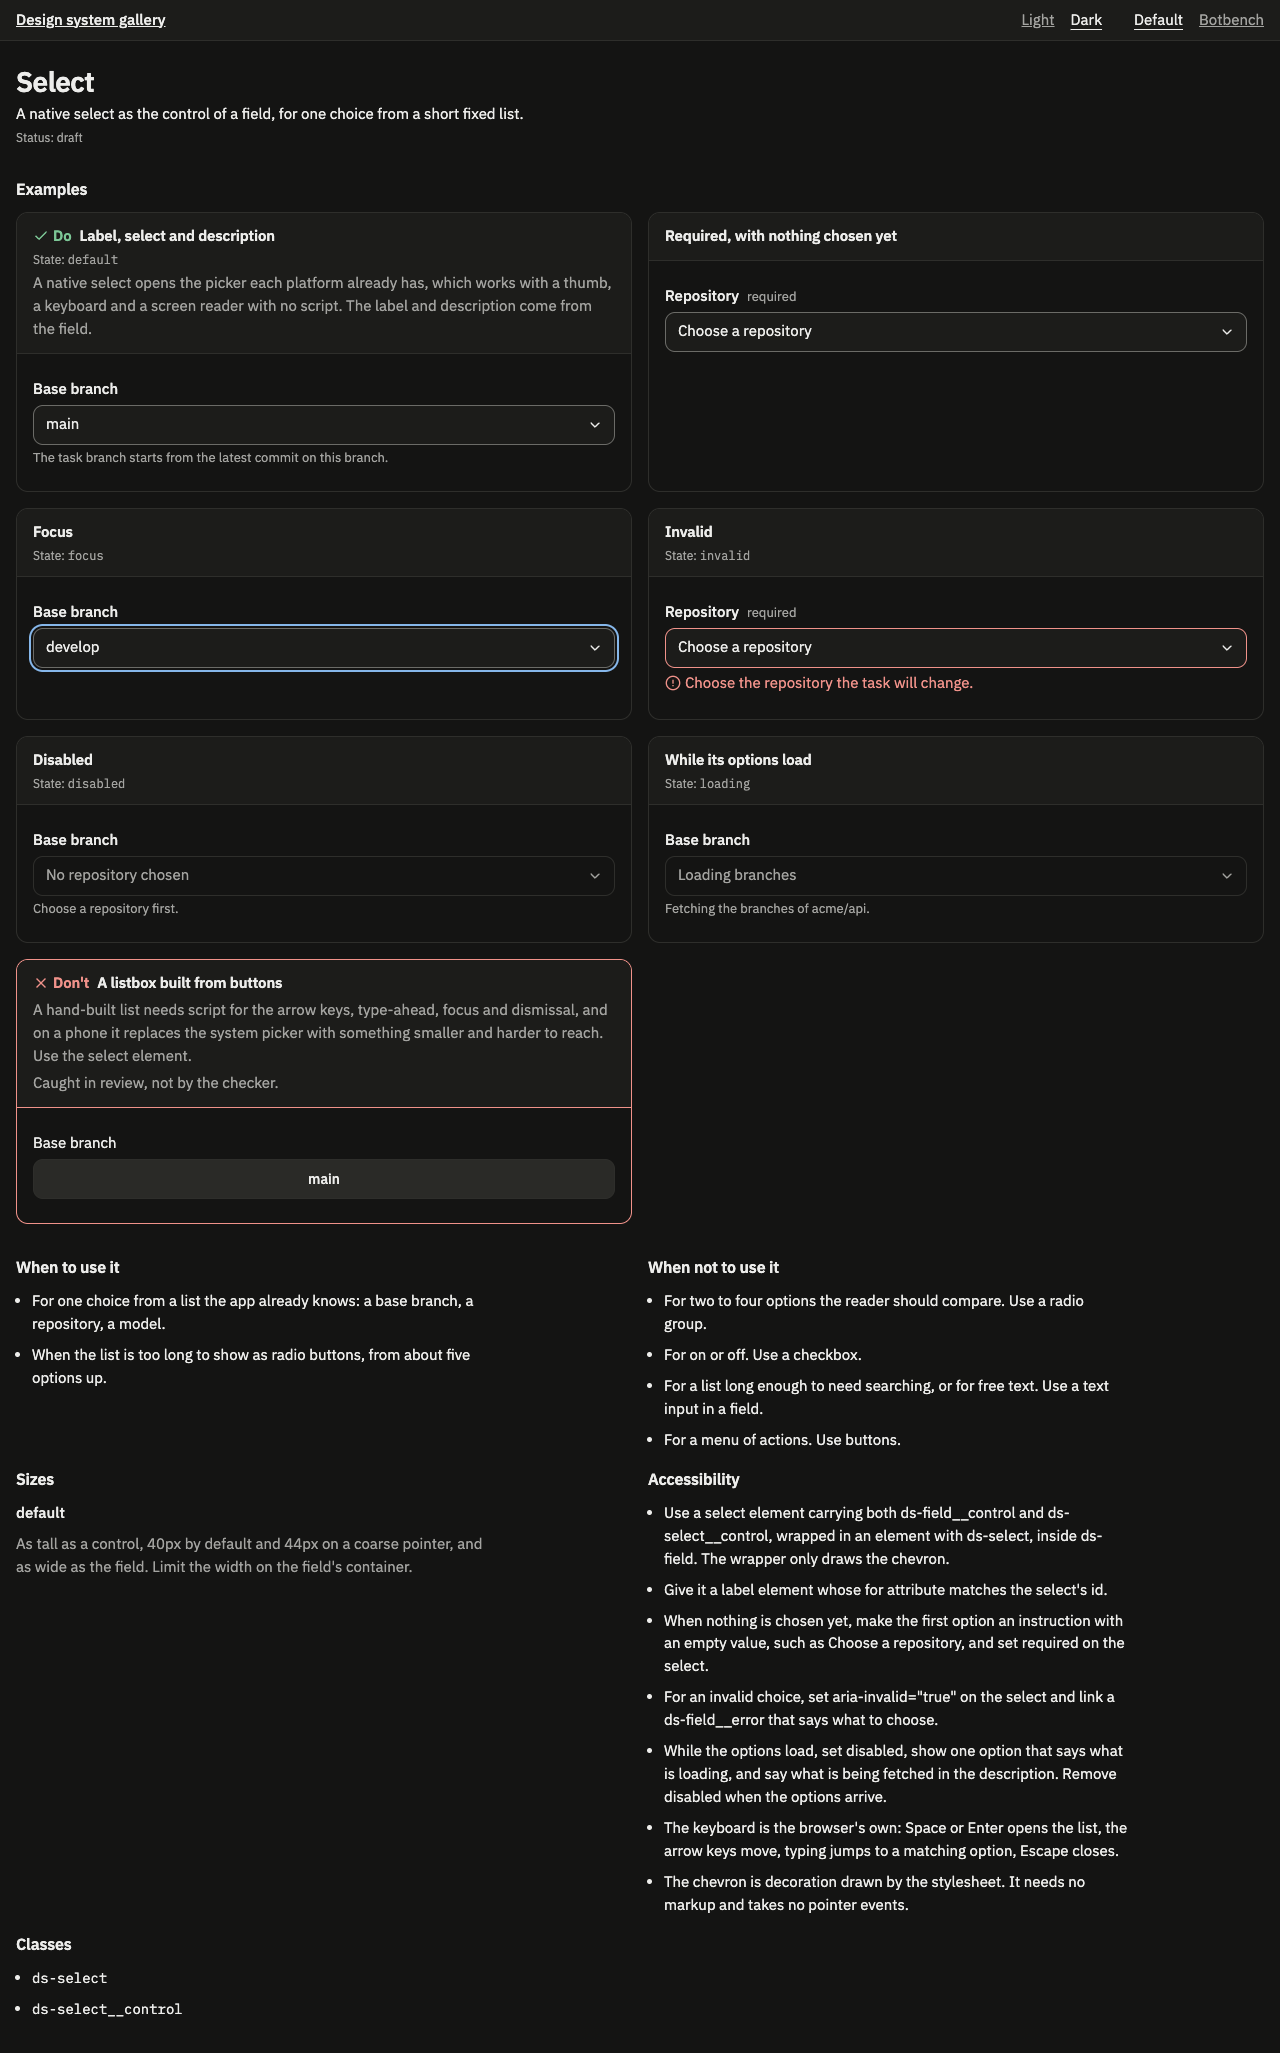 Design system gallery
Light Dark Default Botbench
Select
A native select as the control of a field, for one choice from a short fixed list.
Status: draft
Examples
Do Label, select and description
State: default
A native select opens the picker each platform already has, which works with a thumb,
a keyboard and a screen reader with no script. The label and description come from
the field.
Base branch
main
The task branch starts from the latest commit on this branch.
Required, with nothing chosen yet
Repository required
Choose a repository
Focus
State: focus
Base branch
develop
Invalid
State: invalid
Repository required
Choose a repository
Choose the repository the task will change.
Disabled
State: disabled
Base branch
No repository chosen
Choose a repository first.
While its options load
State: loading
Base branch
Loading branches
Fetching the branches of acme/api.
Don't A listbox built from buttons
A hand-built list needs script for the arrow keys, type-ahead, focus and dismissal, and
on a phone it replaces the system picker with something smaller and harder to reach.
Use the select element.
Caught in review, not by the checker.
Base branch
main
When to use it
• For one choice from a list the app already knows: a base branch, a
repository, a model.
• When the list is too long to show as radio buttons, from about five
options up.
When not to use it
• For two to four options the reader should compare. Use a radio
group.
• For on or off. Use a checkbox.
• For a list long enough to need searching, or for free text. Use a text
input in a field.
• For a menu of actions. Use buttons.
Sizes
default
As tall as a control, 40px by default and 44px on a coarse pointer, and
as wide as the field. Limit the width on the field's container.
Accessibility
• Use a select element carrying both ds-field__control and ds-
select__control, wrapped in an element with ds-select, inside ds-
field. The wrapper only draws the chevron.
• Give it a label element whose for attribute matches the select's id.
• When nothing is chosen yet, make the first option an instruction with
an empty value, such as Choose a repository, and set required on the
select.
• For an invalid choice, set aria-invalid="true" on the select and link a
ds-field__error that says what to choose.
• While the options load, set disabled, show one option that says what
is loading, and say what is being fetched in the description. Remove
disabled when the options arrive.
• The keyboard is the browser's own: Space or Enter opens the list, the
arrow keys move, typing jumps to a matching option, Escape closes.
• The chevron is decoration drawn by the stylesheet. It needs no
markup and takes no pointer events.
Classes
• ds-select
• ds-select__control